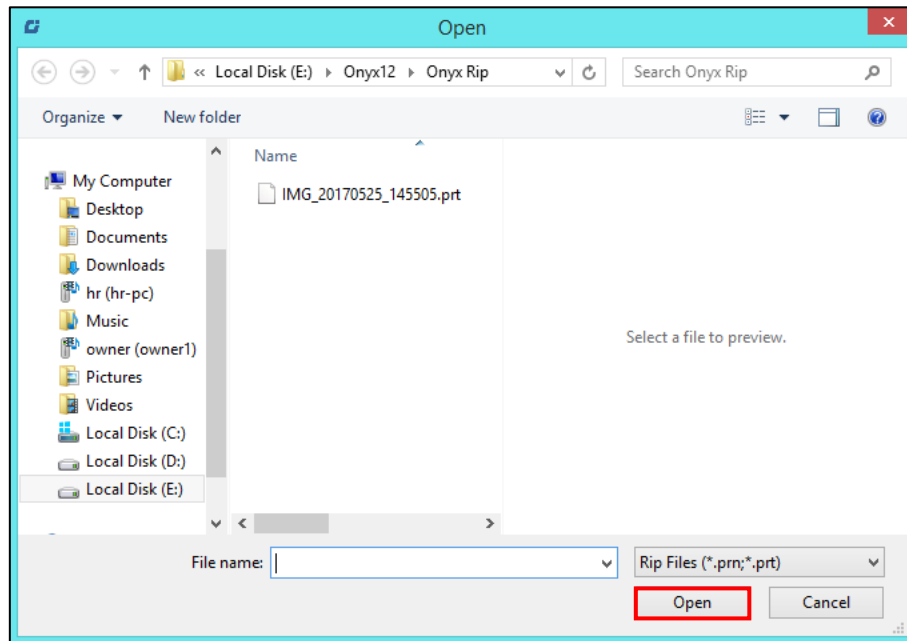 Open
« Local Disk (E:) Onyx12 Onyx Rip
Search Onyx Rip
Organize New folder
Name
My Computer
IMG_20170525_145505.prt
Desktop
Documents
Downloads
hr (hr-pc)
Music
owner (owner1)
Select a file to preview.
Pictures
Videos
Local Disk (C:)
Local Disk (D:)
Local Disk (E:)
File name:
Rip Files (*.prn;*.prt)
Open Cancel